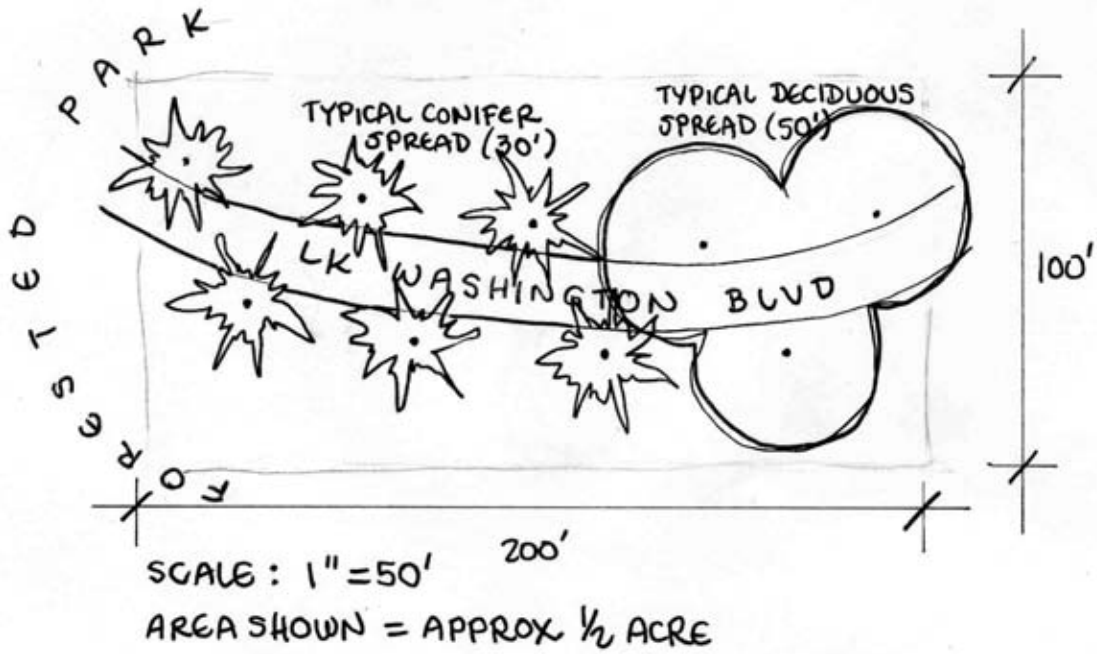 FORESTED PARK
TYPICAL CONIFER
SPREAD (30')
TYPICAL DECIDUOUS
SPREAD (50')
LK WASHINGTON BLVD
100'
200'
SCALE: 1"=50'
AREA SHOWN = APPROX 1/2 ACRE